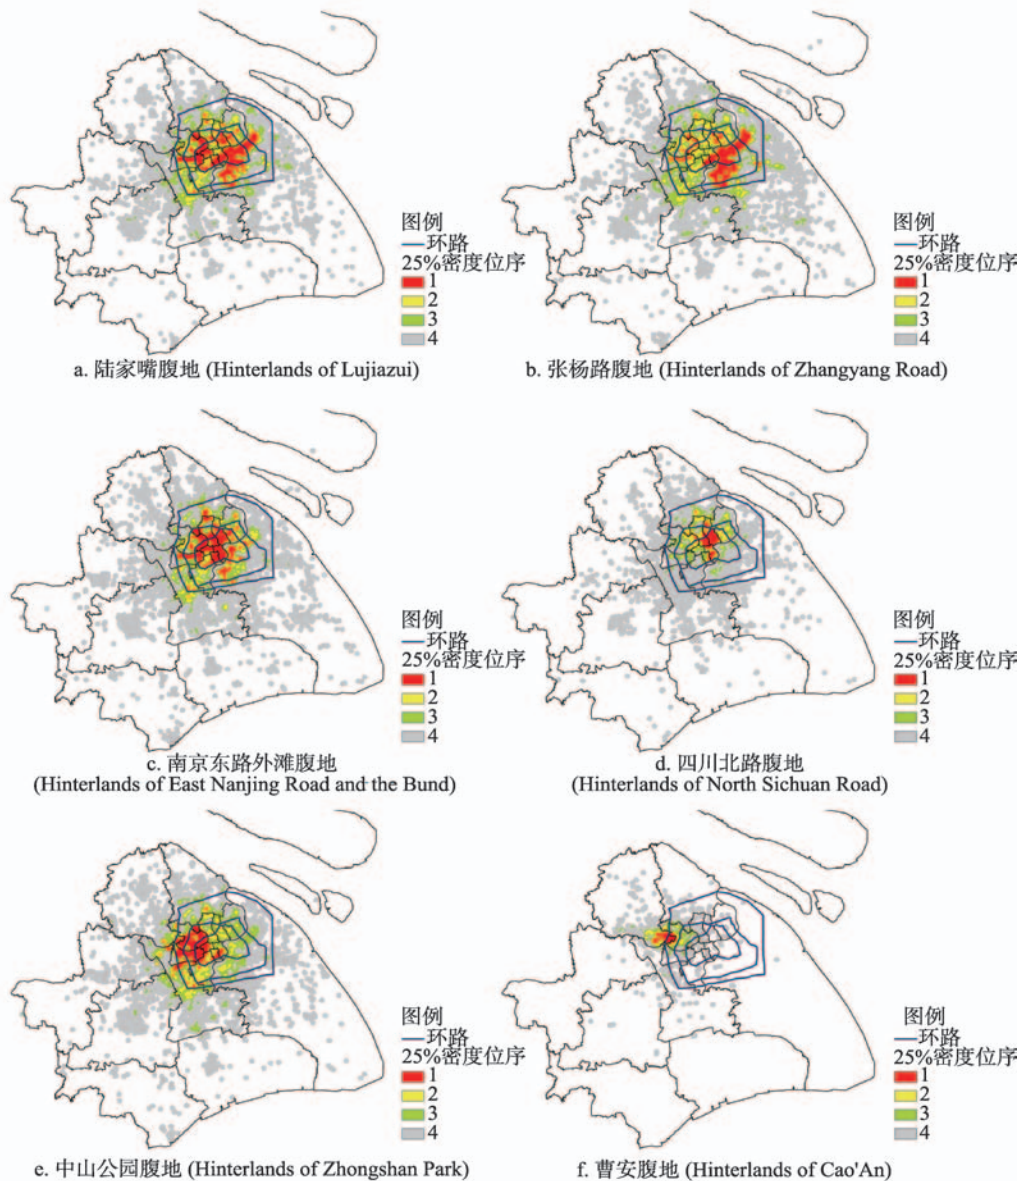 图例
环路
25%密度位序
1
2
3
4
a. 陆家嘴腹地 (Hinterlands of Lujiazui)
图例
环路
25%密度位序
1
2
3
4
b. 张杨路腹地 (Hinterlands of Zhangyang Road)
图例
环路
25%密度位序
1
2
3
4
c. 南京东路外滩腹地
(Hinterlands of East Nanjing Road and the Bund)
图例
环路
25%密度位序
1
2
3
4
d. 四川北路腹地
(Hinterlands of North Sichuan Road)
图例
环路
25%密度位序
1
2
3
4
e. 中山公园腹地 (Hinterlands of Zhongshan Park)
图例
环路
25%密度位序
1
2
3
4
f. 曹安腹地 (Hinterlands of Cao'An)